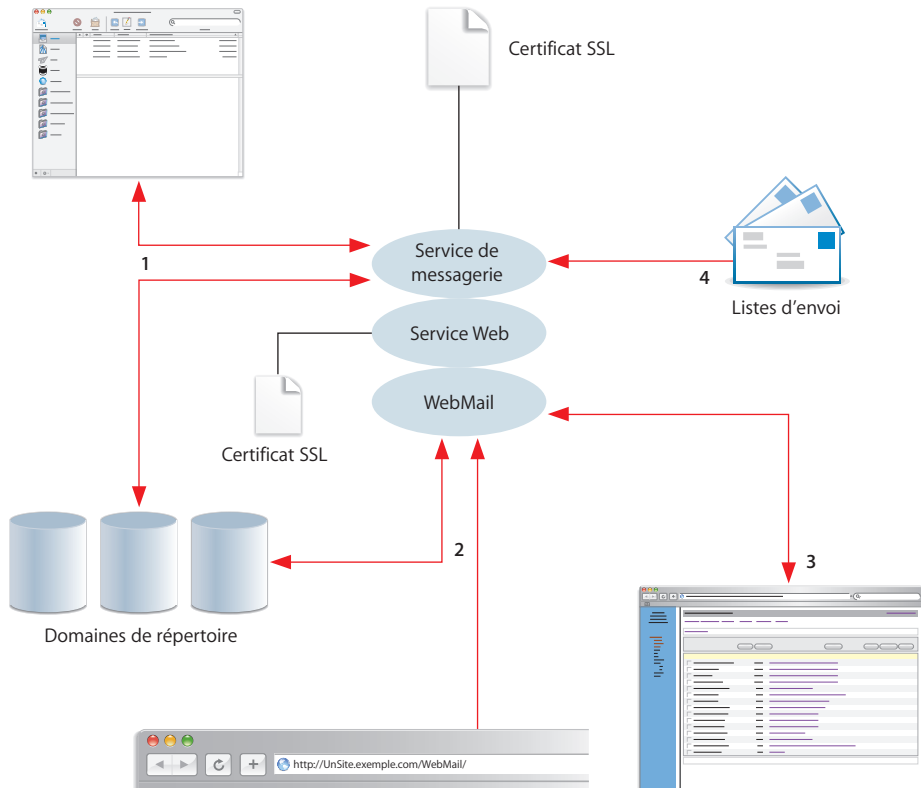 Certificat SSL
1
Service de
messagerie
4
Listes d'envoi
Service Web
WebMail
Certificat SSL
2
3
Domaines de répertoire
http://UnSite.exemple.com/WebMail/